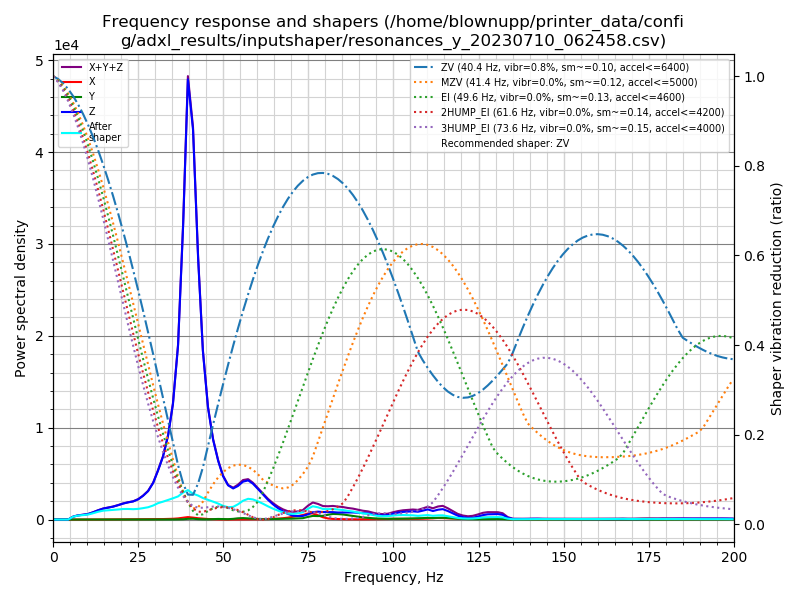 Frequency response and shapers (/home/blownupp/printer_data/confi
g/adxl_results/inputshaper/resonances_y_20230710_062458.csv)
1e4
X+Y+Z
X
Y
Z
After
shaper
ZV (40.4 Hz, vibr=0.8%, sm~=0.10, accel<=6400)
MZV (41.4 Hz, vibr=0.0%, sm~=0.12, accel<=5000)
EI (49.6 Hz, vibr=0.0%, sm~=0.13, accel<=4600)
2HUMP_EI (61.6 Hz, vibr=0.0%, sm~=0.14, accel<=4200)
3HUMP_EI (73.6 Hz, vibr=0.0%, sm~=0.15, accel<=4000)
Recommended shaper: ZV
5
4
3
2
1
0
Power spectral density
1.0
0.8
0.6
0.4
0.2
0.0
Shaper vibration reduction (ratio)
0 25 50 75 100 125 150 175 200
Frequency, Hz